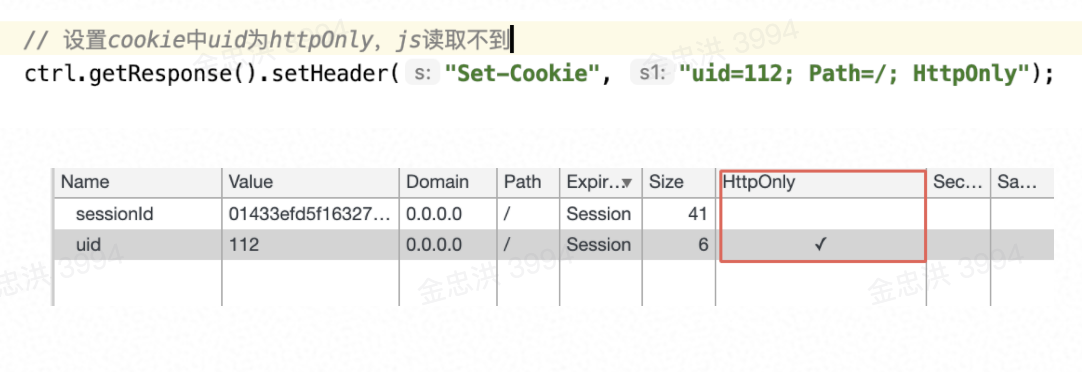 // 设置cookie中uid为httpOnly，js读取不到
ctrl.getResponse().setHeader( s: "Set-Cookie", s1: "uid=112; Path=/; HttpOnly");
Name Value Domain Path Expir... Size HttpOnly Sec... Sa...
sessionId 01433efd5f16327... 0.0.0.0 / Session 41
uid 112 0.0.0.0 / Session 6 ✓
金忠洪 3994
金忠洪 3994
金忠洪 3994
金忠洪 3994
金忠洪 3994